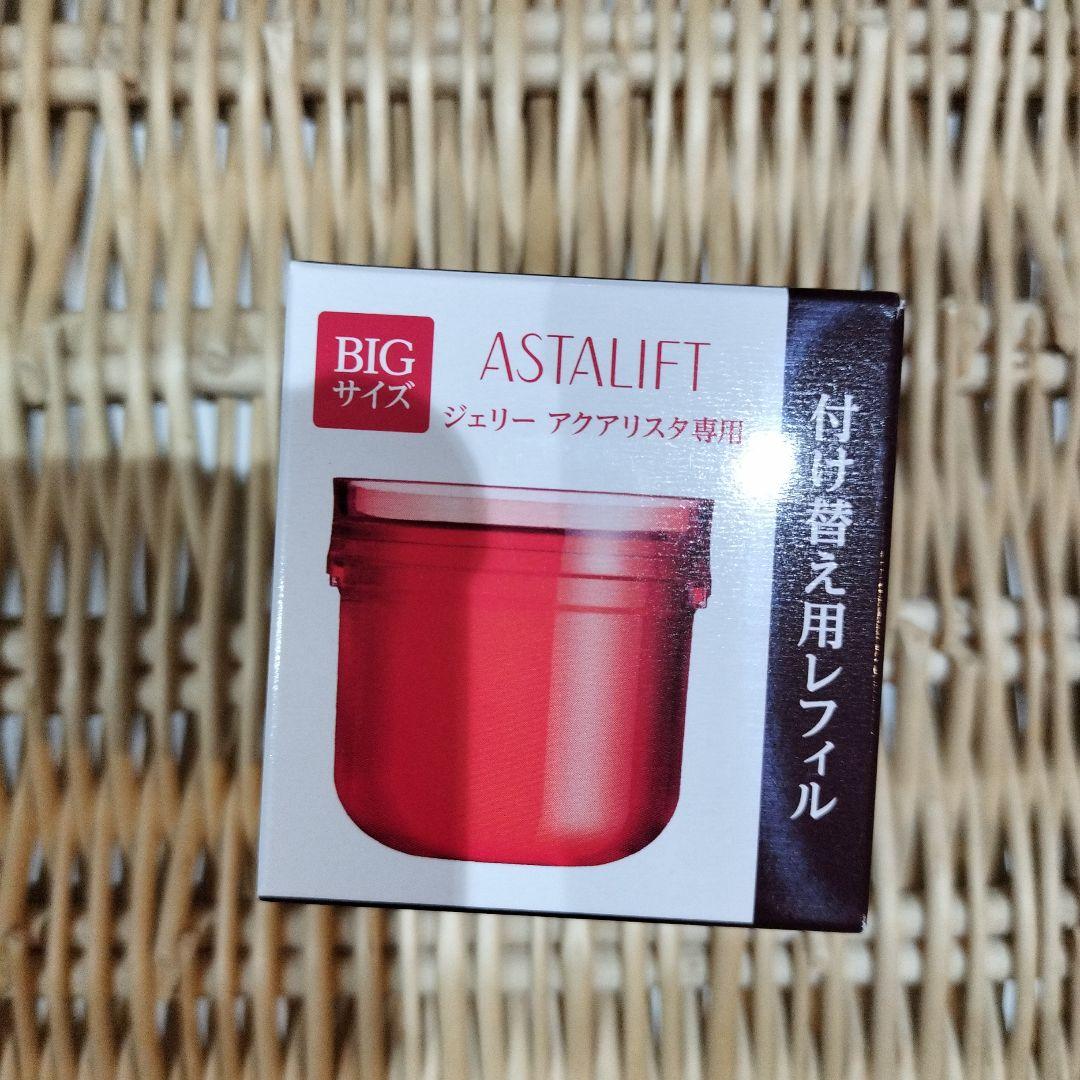 BIG
サイズ
ASTALIFT
ジェリー アクアリスタ専用
付け替え用レフィル